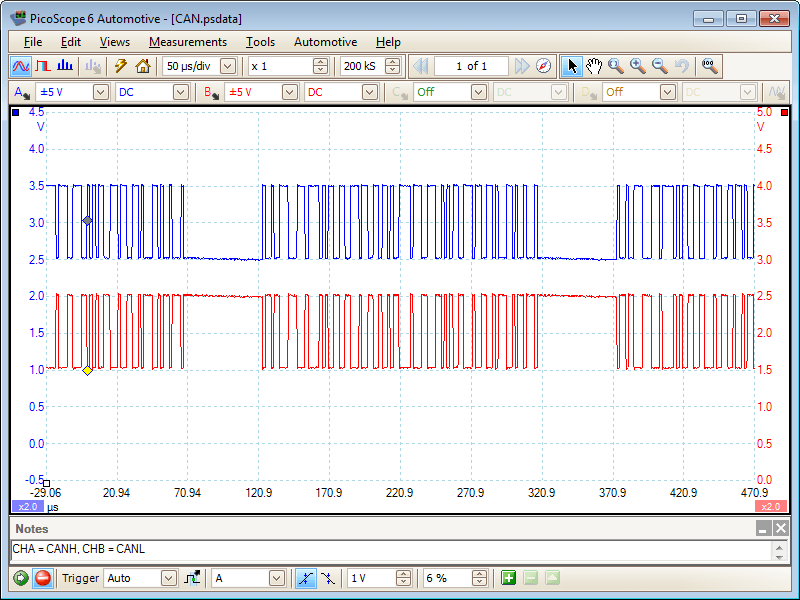 PicoScope 6 Automotive - [CAN.psdata]
File Edit Views Measurements Tools Automotive Help
50 µs/div x 1 200 kS 1 of 1
A ±5 V DC B ±5 V DC C Off DC D Off DC
4.5 5.0
V V
4.0 4.5
3.5 4.0
3.0 3.5
2.5 3.0
2.0 2.5
1.5 2.0
1.0 1.5
0.5 1.0
0.0 0.5
-0.5 0.0
-29.06 20.94 70.94 120.9 170.9 220.9 270.9 320.9 370.9 420.9 470.9
x2.0 µs x2.0
Notes
CHA = CANH, CHB = CANL
Trigger Auto A 1 V 6 %